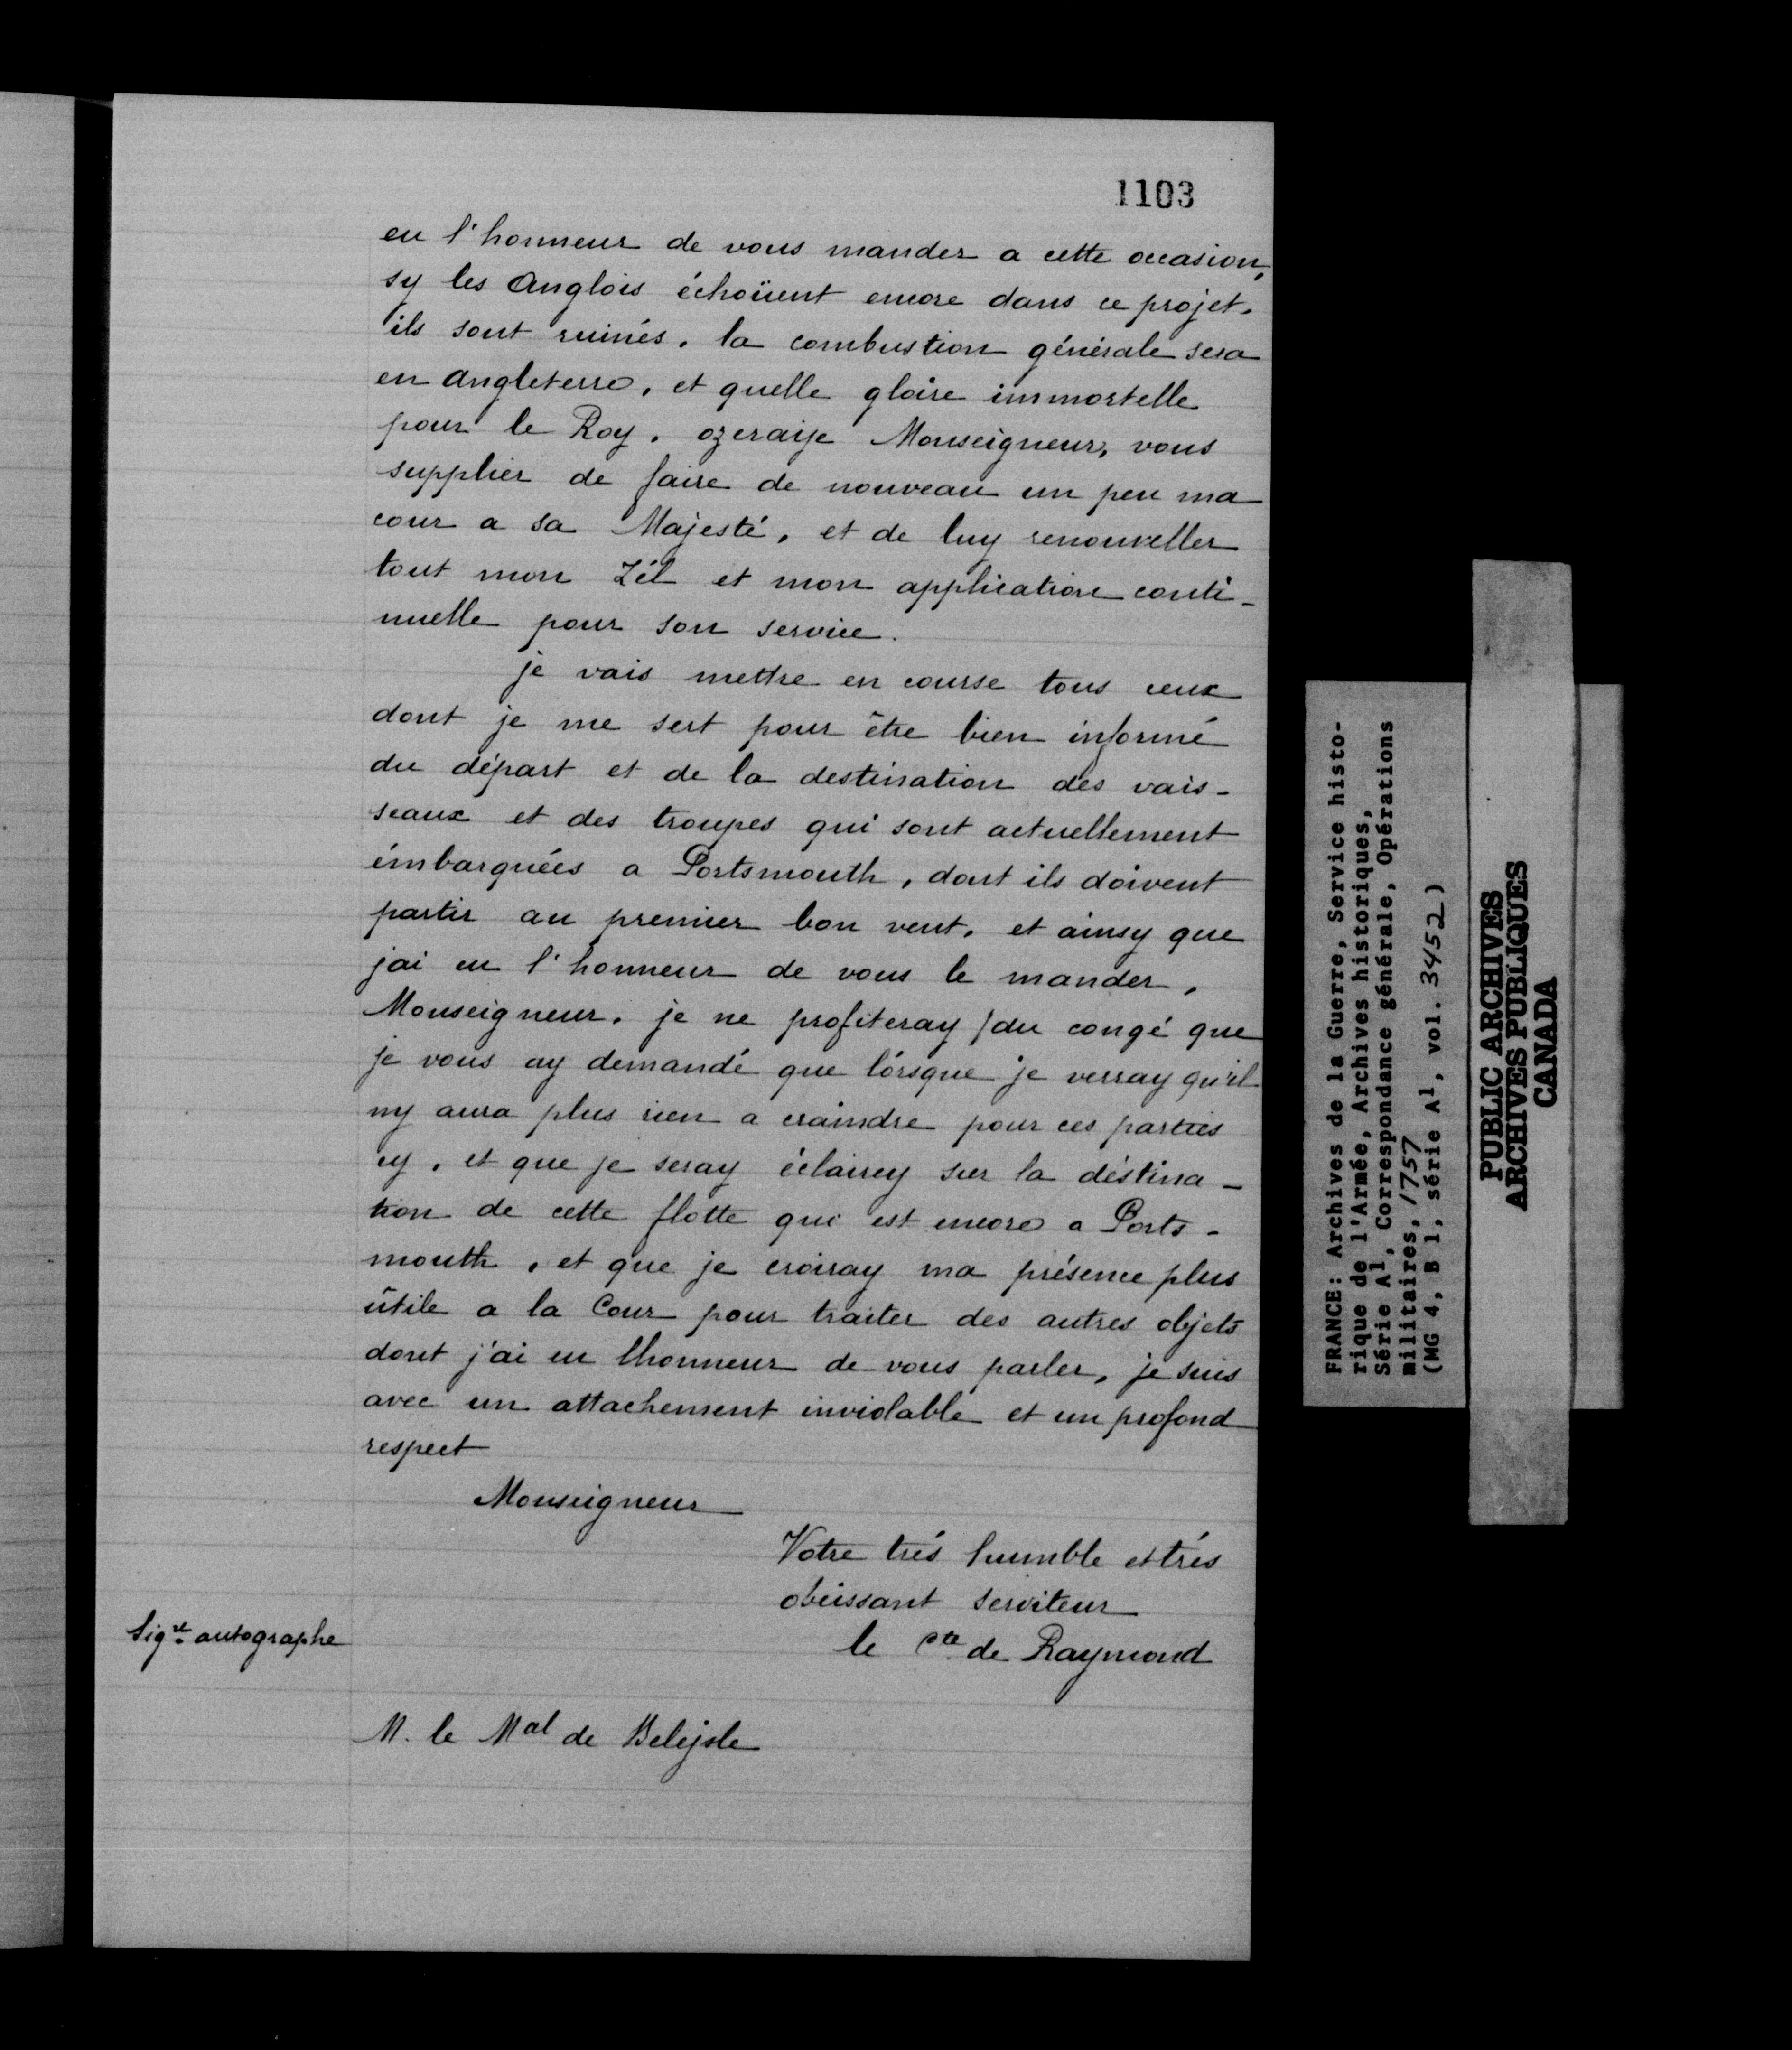 1103
eu l'honneur de vous mander a cette occasion,
sy les Anglois échoüent encore dans ce projet,
ils sont ruinés, la combustion générale sera
en Angleterre, et quelle gloire immortelle
pour le Roy, ozeraije Monseigneur, vous
supplier de faire de nouveau un peu ma
cour a sa Majesté, et de luy renouveller
tout mon Zél et mon application conti-
nuelle pour son service.
je vais mettre en course tous ceux
dont je me sert pour être bien informé
du départ et de la destination des vais-
seaux et des troupes qui sont actuellement
émbarquées a Portsmouth, dont ils doivent
partir au premier bon vent, et ainsy que
jai eu l'honneur de vous le mander,
Monseigneur, je ne profiteray du congé que
je vous ay demandé que lórsque je verray qu'il
ny aura plus rien a craindre pour ces parties
cy, et que je seray éclaircy sur la déstina-
tion de cette flotte qui est encore a Ports-
mouth, et que je croiray ma présence plus
ûtile a la Cour pour traiter des autres objets
dont j'ai eu lhonneur de vous parler, je suis
avec un attachement inviolable et un profond
respect
Monseigneur
Votre trés humble et trés
obeissant serviteur
Sigre autographe
le Cte de Raymond
M. le Mal de Belejsle
FRANCE: Archives de la Guerre, Service histo-
rique de l'Armée, Archives historiques,
Série A1, Correspondance générale, Opérations
militaires, 1757
(MG 4, B 1, série A1, vol. 3452)
PUBLIC ARCHIVES
ARCHIVES PUBLIQUES
CANADA